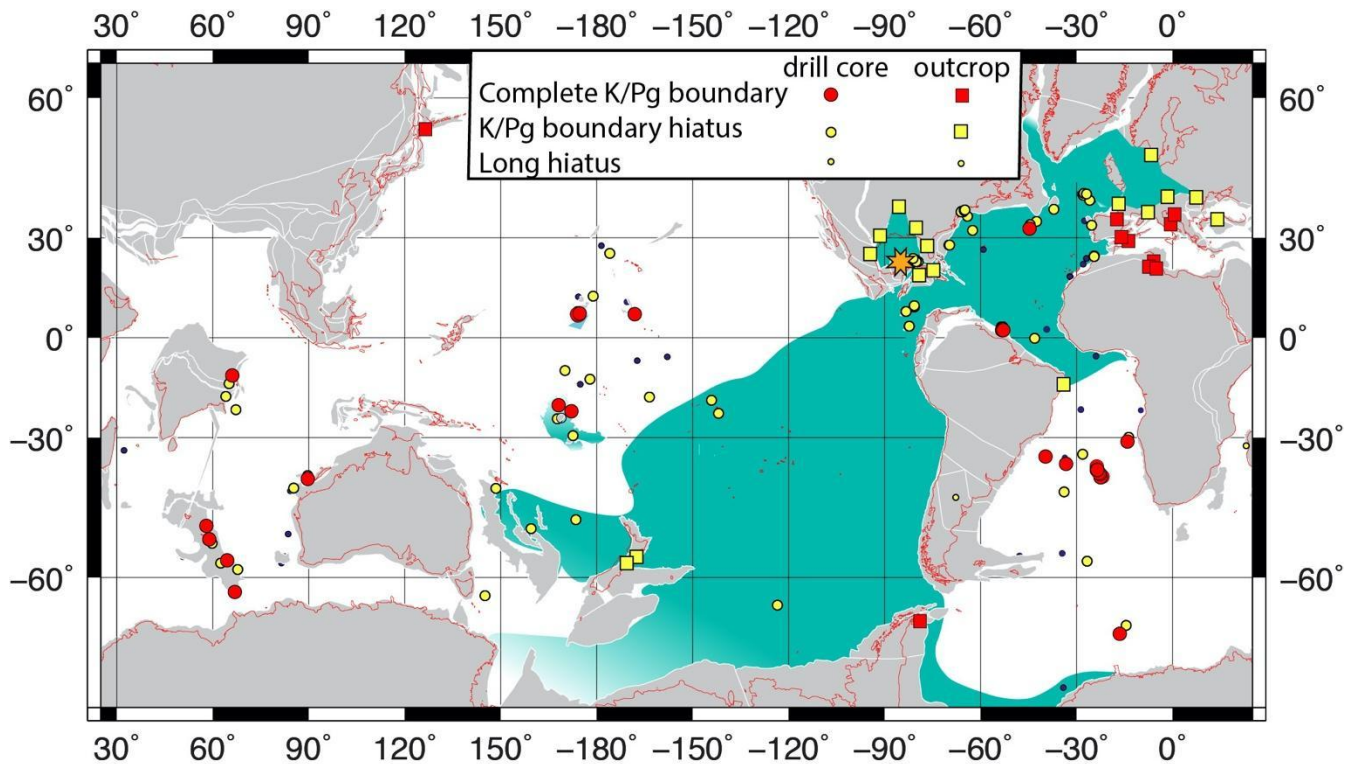 30° 60° 90° 120° 150° −180° −150° −120° −90° −60° −30° 0°
drill core outcrop
Complete K/Pg boundary
K/Pg boundary hiatus
Long hiatus
60° 60°
30° 30°
0° 0°
−30° −30°
−60° −60°
30° 60° 90° 120° 150° −180° −150° −120° −90° −60° −30° 0°